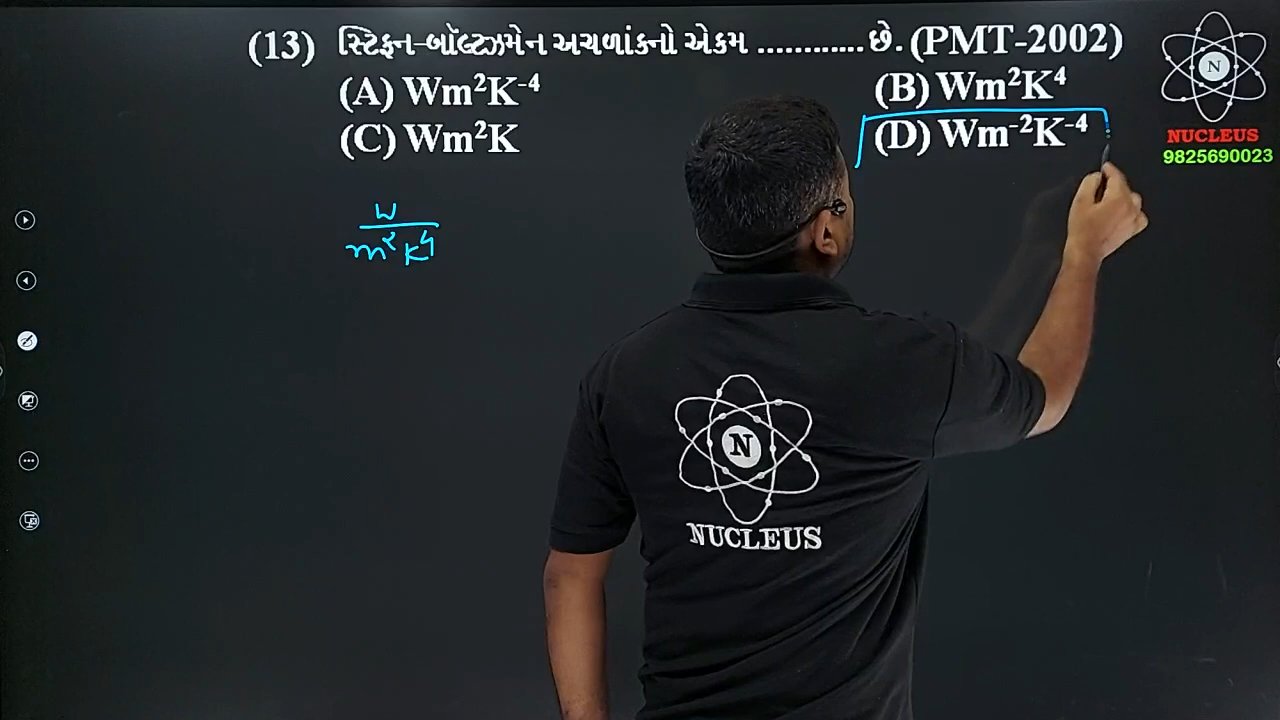 (13) સ્ટિફન-બૉલ્ટઝમેન અચળાંકનો એકમ ............ છે. (PMT-2002)
(A) Wm²K⁻⁴ (B) Wm²K⁴
(C) Wm²K (D) Wm⁻²K⁻⁴
W
m² K⁴
N
NUCLEUS
9825690023
N
NUCLEUS